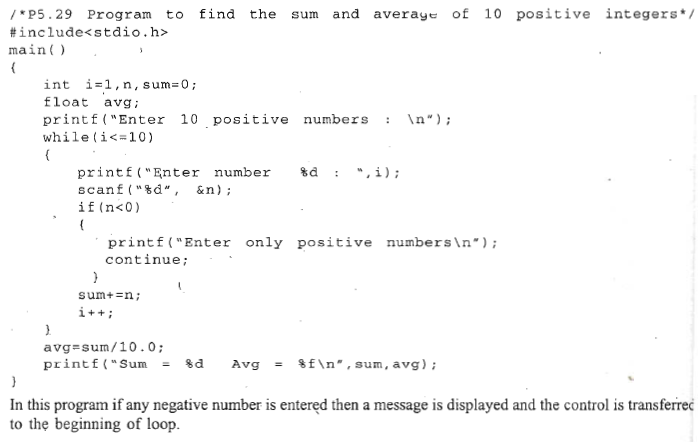 /*P5.29 Program to find the sum and average of 10 positive integers*/
#include<stdio.h>
main( )
{
int i=1,n,sum=0;
float avg;
printf("Enter 10 positive numbers : \n");
while(i<=10)
{
printf("Enter number %d : ",i);
scanf("%d", &n);
if(n<0)
{
printf("Enter only positive numbers\n");
continue;
}
sum+=n;
i++;
}
avg=sum/10.0;
printf("Sum = %d Avg = %f\n",sum,avg);
}
In this program if any negative number is entered then a message is displayed and the control is transferred
to the beginning of loop.